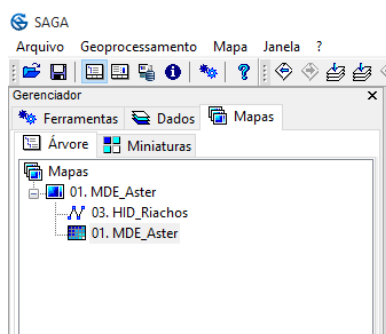 SAGA
Arquivo Geoprocessamento Mapa Janela ?
Gerenciador
Ferramentas Dados Mapas
Árvore Miniaturas
Mapas
01. MDE_Aster
03. HID_Riachos
01. MDE_Aster